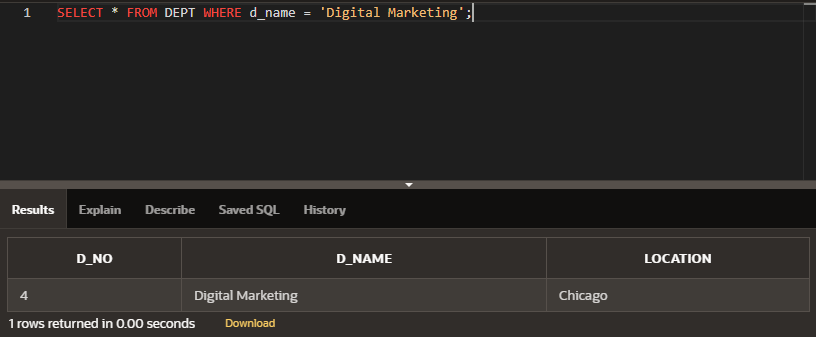 1 SELECT * FROM DEPT WHERE d_name = 'Digital Marketing';
Results Explain Describe Saved SQL History
D_NO D_NAME LOCATION
4 Digital Marketing Chicago
1 rows returned in 0.00 seconds Download